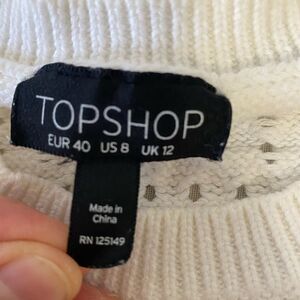 TOPSHOP
EUR 40 US 8 UK 12
Made in
China
RN 125149